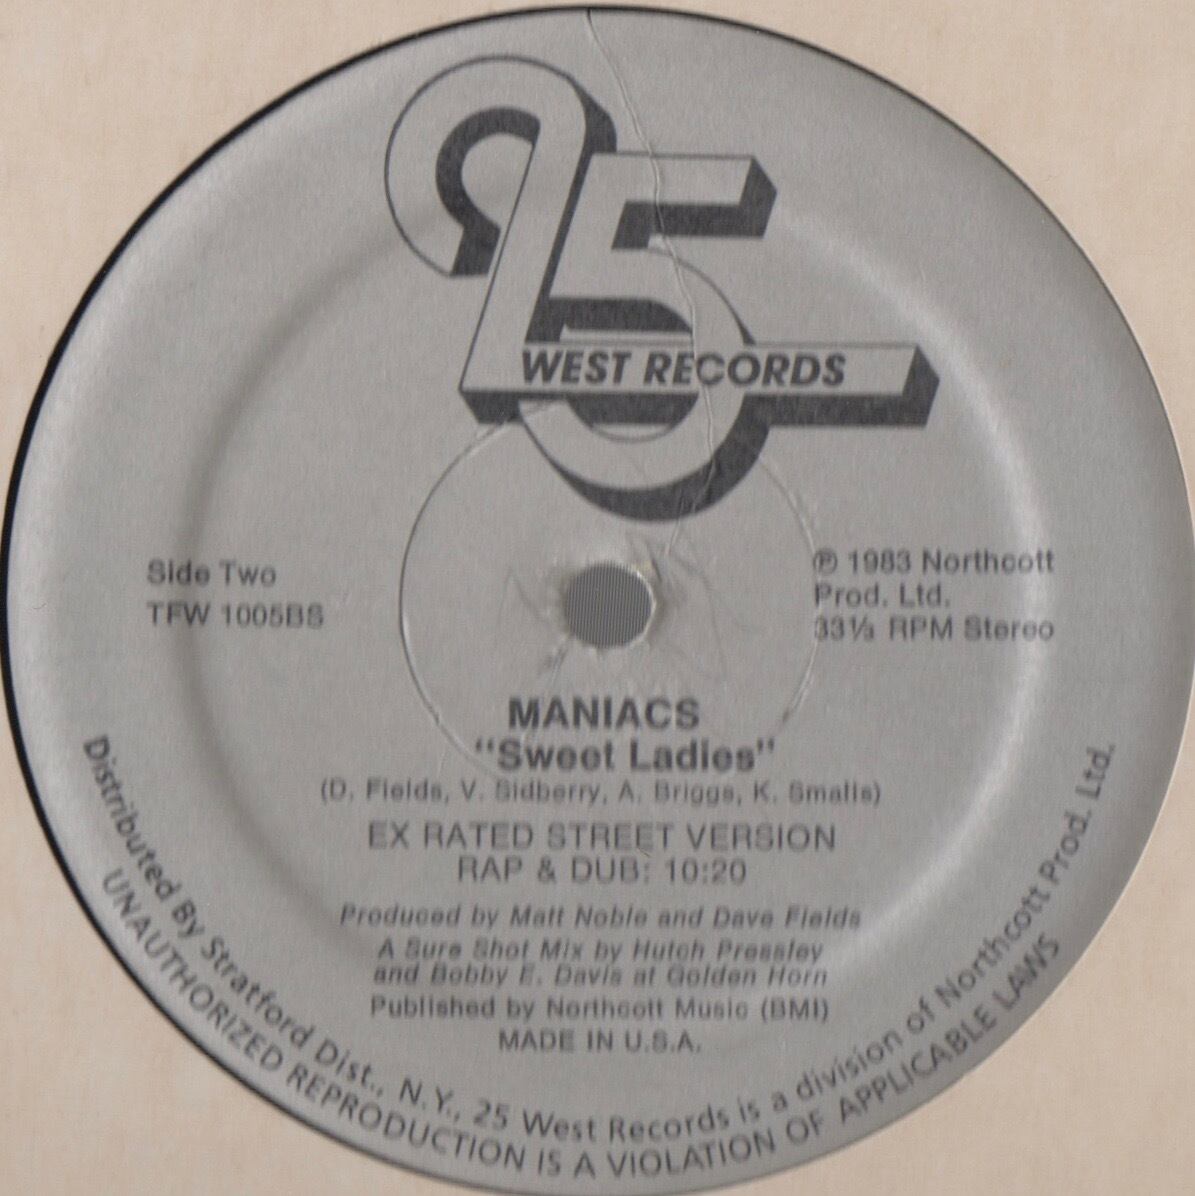 25
WEST RECORDS
Side Two
TFW 1005BS
℗ 1983 Northcott
Prod. Ltd.
33⅓ RPM Stereo
MANIACS
"Sweet Ladies"
(D. Fields, V. Sidberry, A. Briggs, K. Smalls)
EX RATED STREET VERSION
RAP & DUB: 10:20
Produced by Matt Noble and Dave Fields
A Sure Shot Mix by Hutch Pressley
and Bobby E. Davis at Golden Horn
Published by Northcott Music (BMI)
MADE IN U.S.A.
Distributed By Stratford Dist., N.Y., 25 West Records is a division of Northcott Prod. Ltd.
UNAUTHORIZED REPRODUCTION IS A VIOLATION OF APPLICABLE LAWS